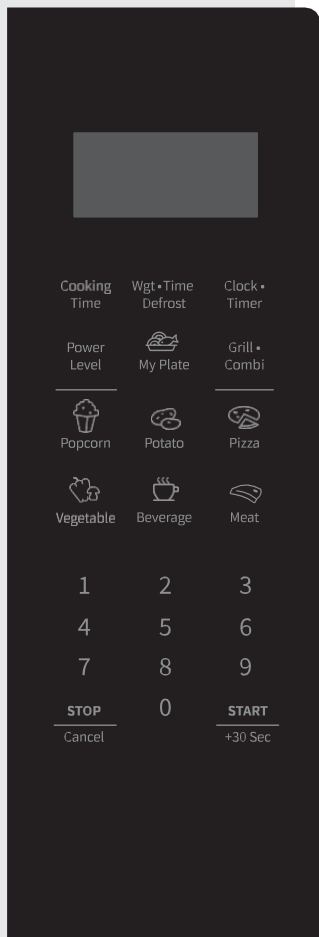 Cooking Wgt•Time Clock•
Time Defrost Timer
Power Grill•
Level My Plate Combi
Popcorn Potato Pizza
Vegetable Beverage Meat
1 2 3
4 5 6
7 8 9
STOP 0 START
Cancel +30 Sec